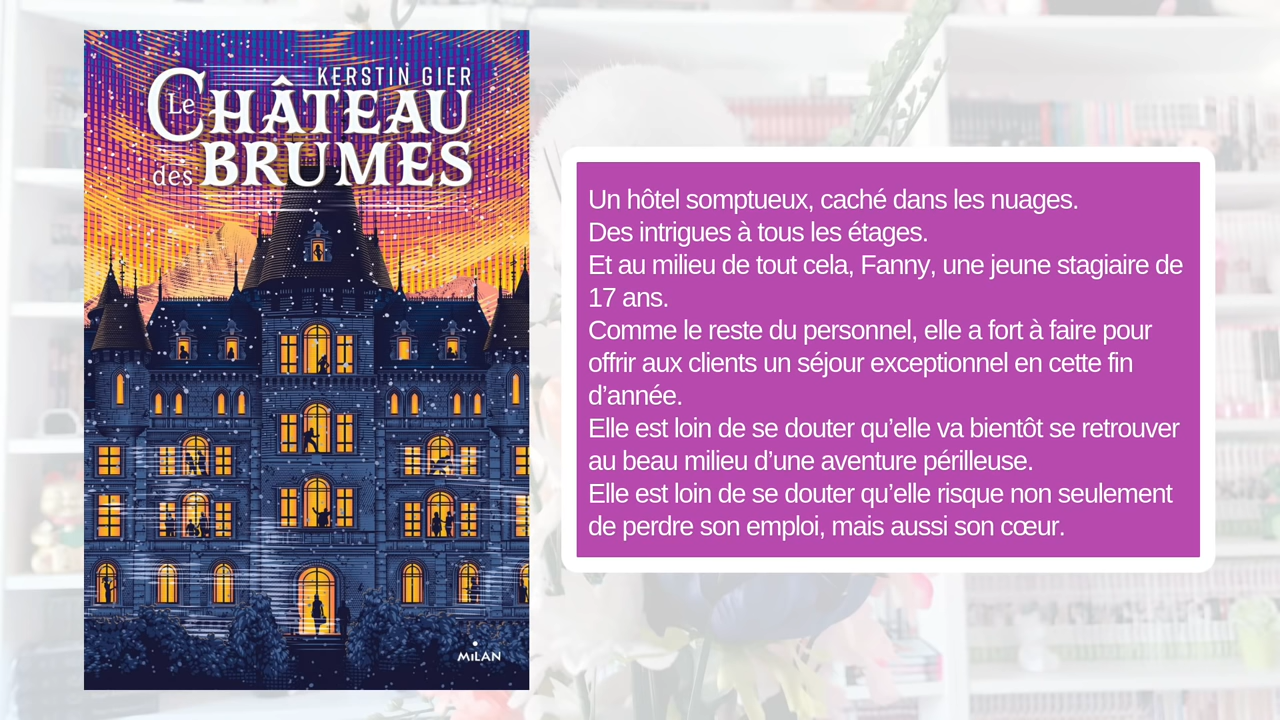 KERSTIN GIER
Le CHÂTEAU
des BRUMES
MiLAN
Un hôtel somptueux, caché dans les nuages.
Des intrigues à tous les étages.
Et au milieu de tout cela, Fanny, une jeune stagiaire de
17 ans.
Comme le reste du personnel, elle a fort à faire pour
offrir aux clients un séjour exceptionnel en cette fin
d’année.
Elle est loin de se douter qu’elle va bientôt se retrouver
au beau milieu d’une aventure périlleuse.
Elle est loin de se douter qu’elle risque non seulement
de perdre son emploi, mais aussi son cœur.